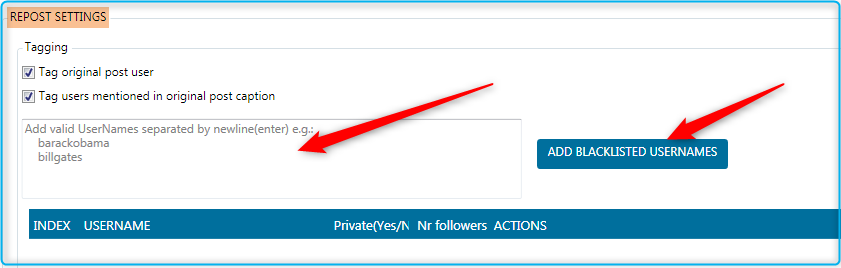 REPOST SETTINGS
Tagging
Tag original post user
Tag users mentioned in original post caption
Add valid UserNames separated by newline(enter) e.g.:
barackobama
billgates
ADD BLACKLISTED USERNAMES
INDEX USERNAME Private(Yes/N Nr followers ACTIONS